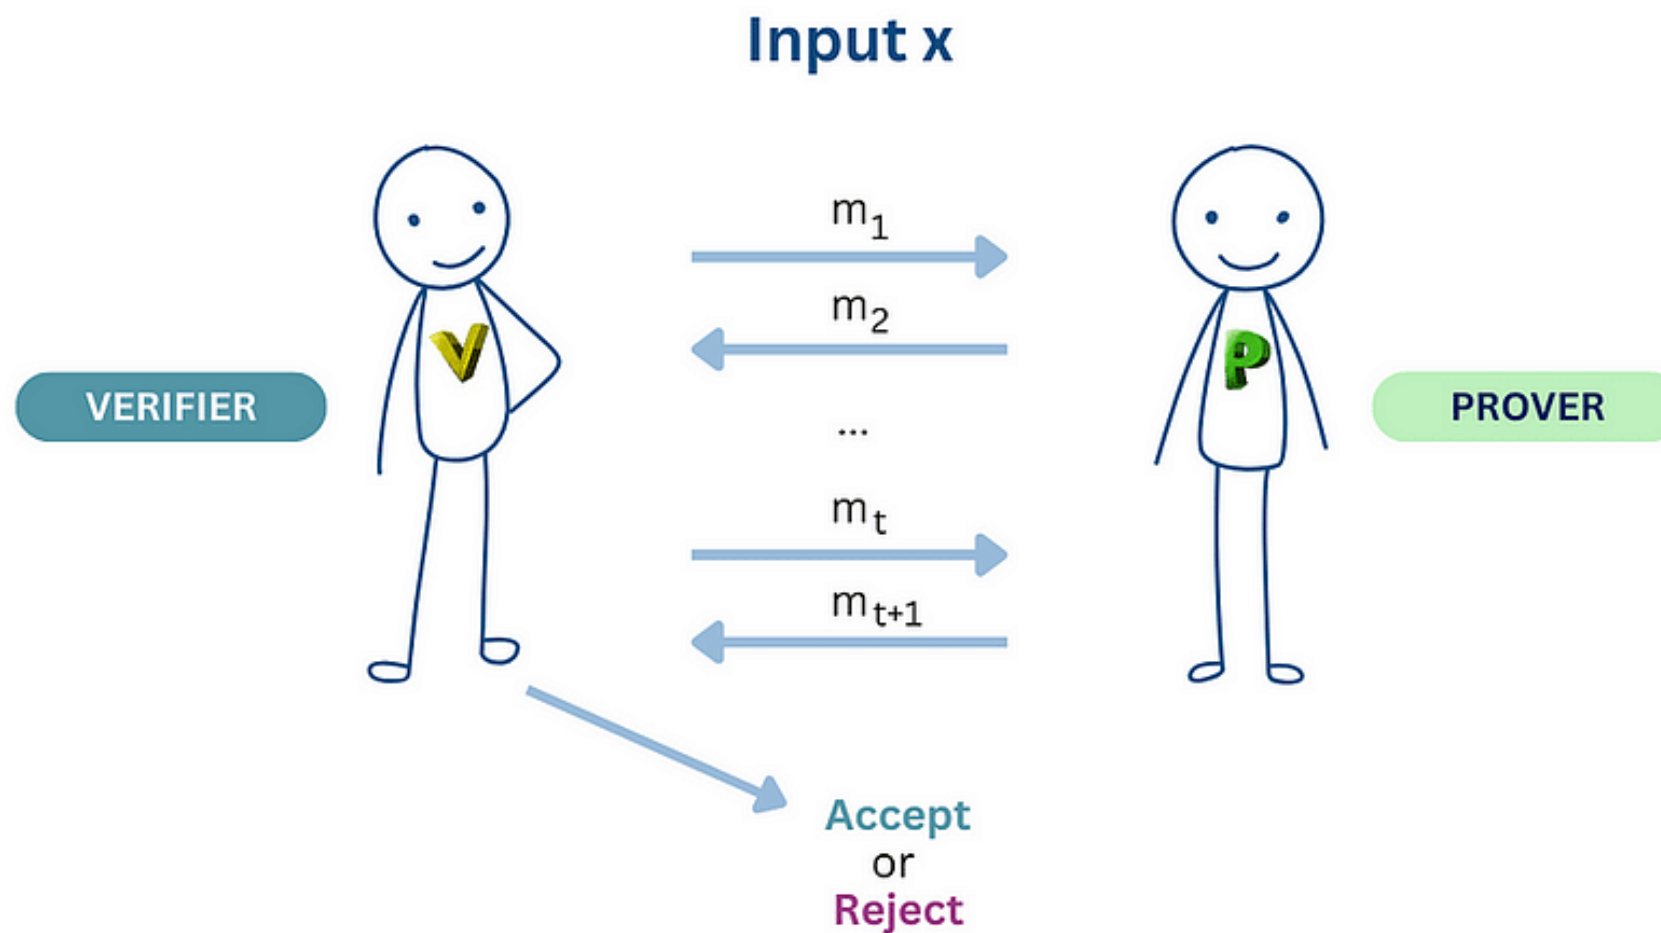 Input x
m₁
m₂
V
P
VERIFIER
PROVER
...
mₜ
mₜ₊₁
Accept
or
Reject